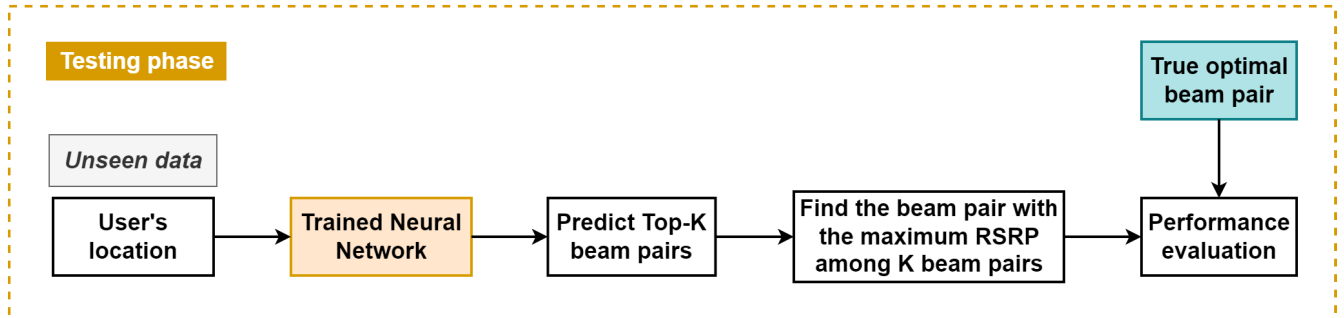 Testing phase
True optimal
beam pair
Unseen data
User's
location
Trained Neural
Network
Predict Top-K
beam pairs
Find the beam pair with
the maximum RSRP
among K beam pairs
Performance
evaluation